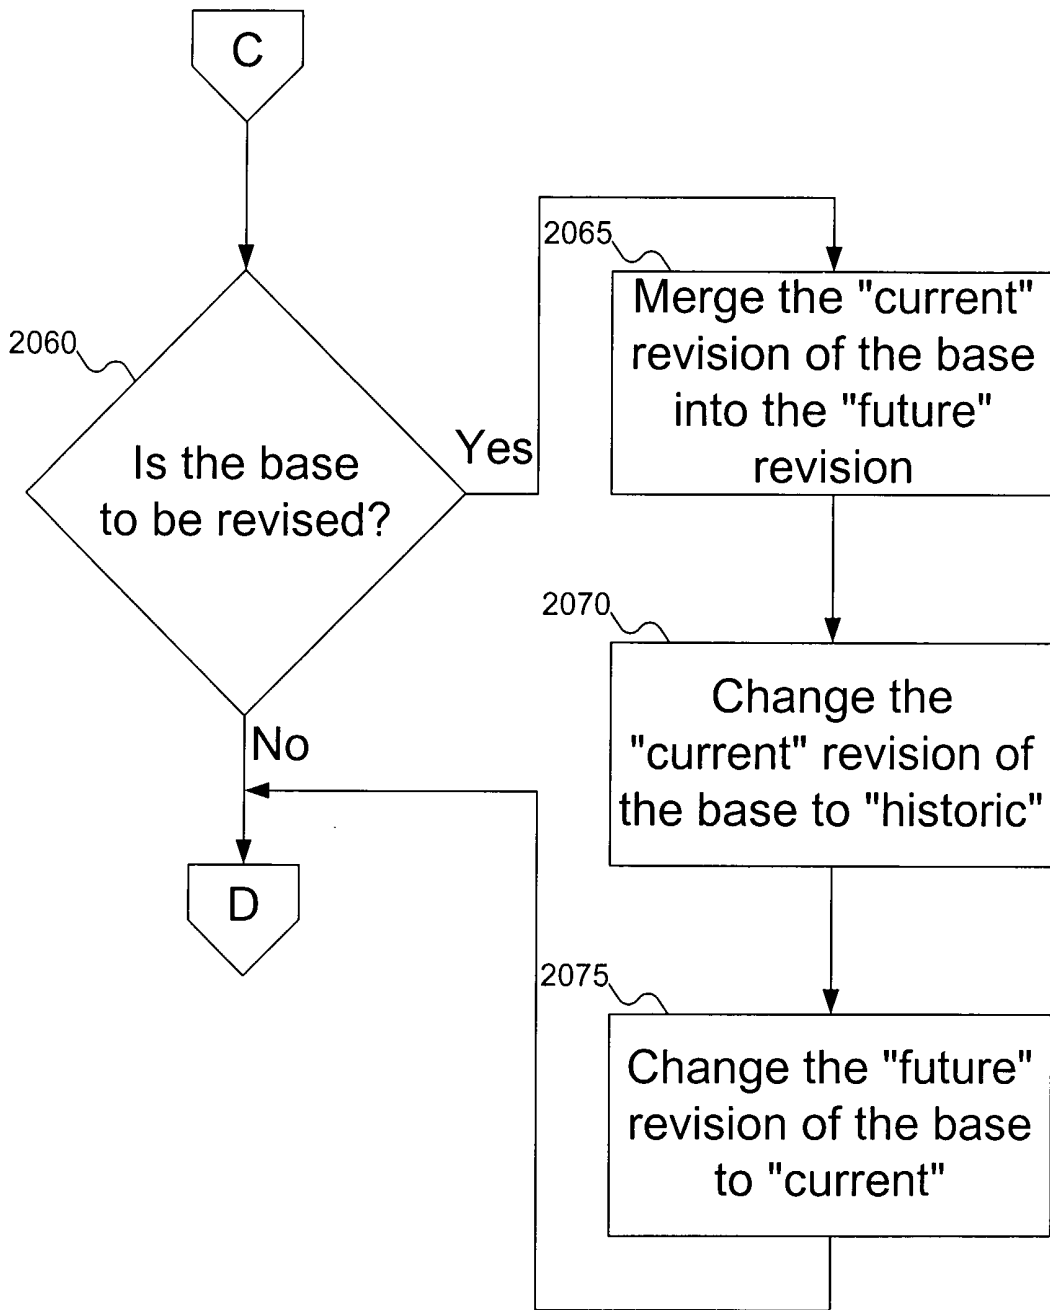 C
2060
Is the base
to be revised?
Yes
No
2065
Merge the "current"
revision of the base
into the "future"
revision
2070
Change the
"current" revision of
the base to "historic"
2075
Change the "future"
revision of the base
to "current"
D